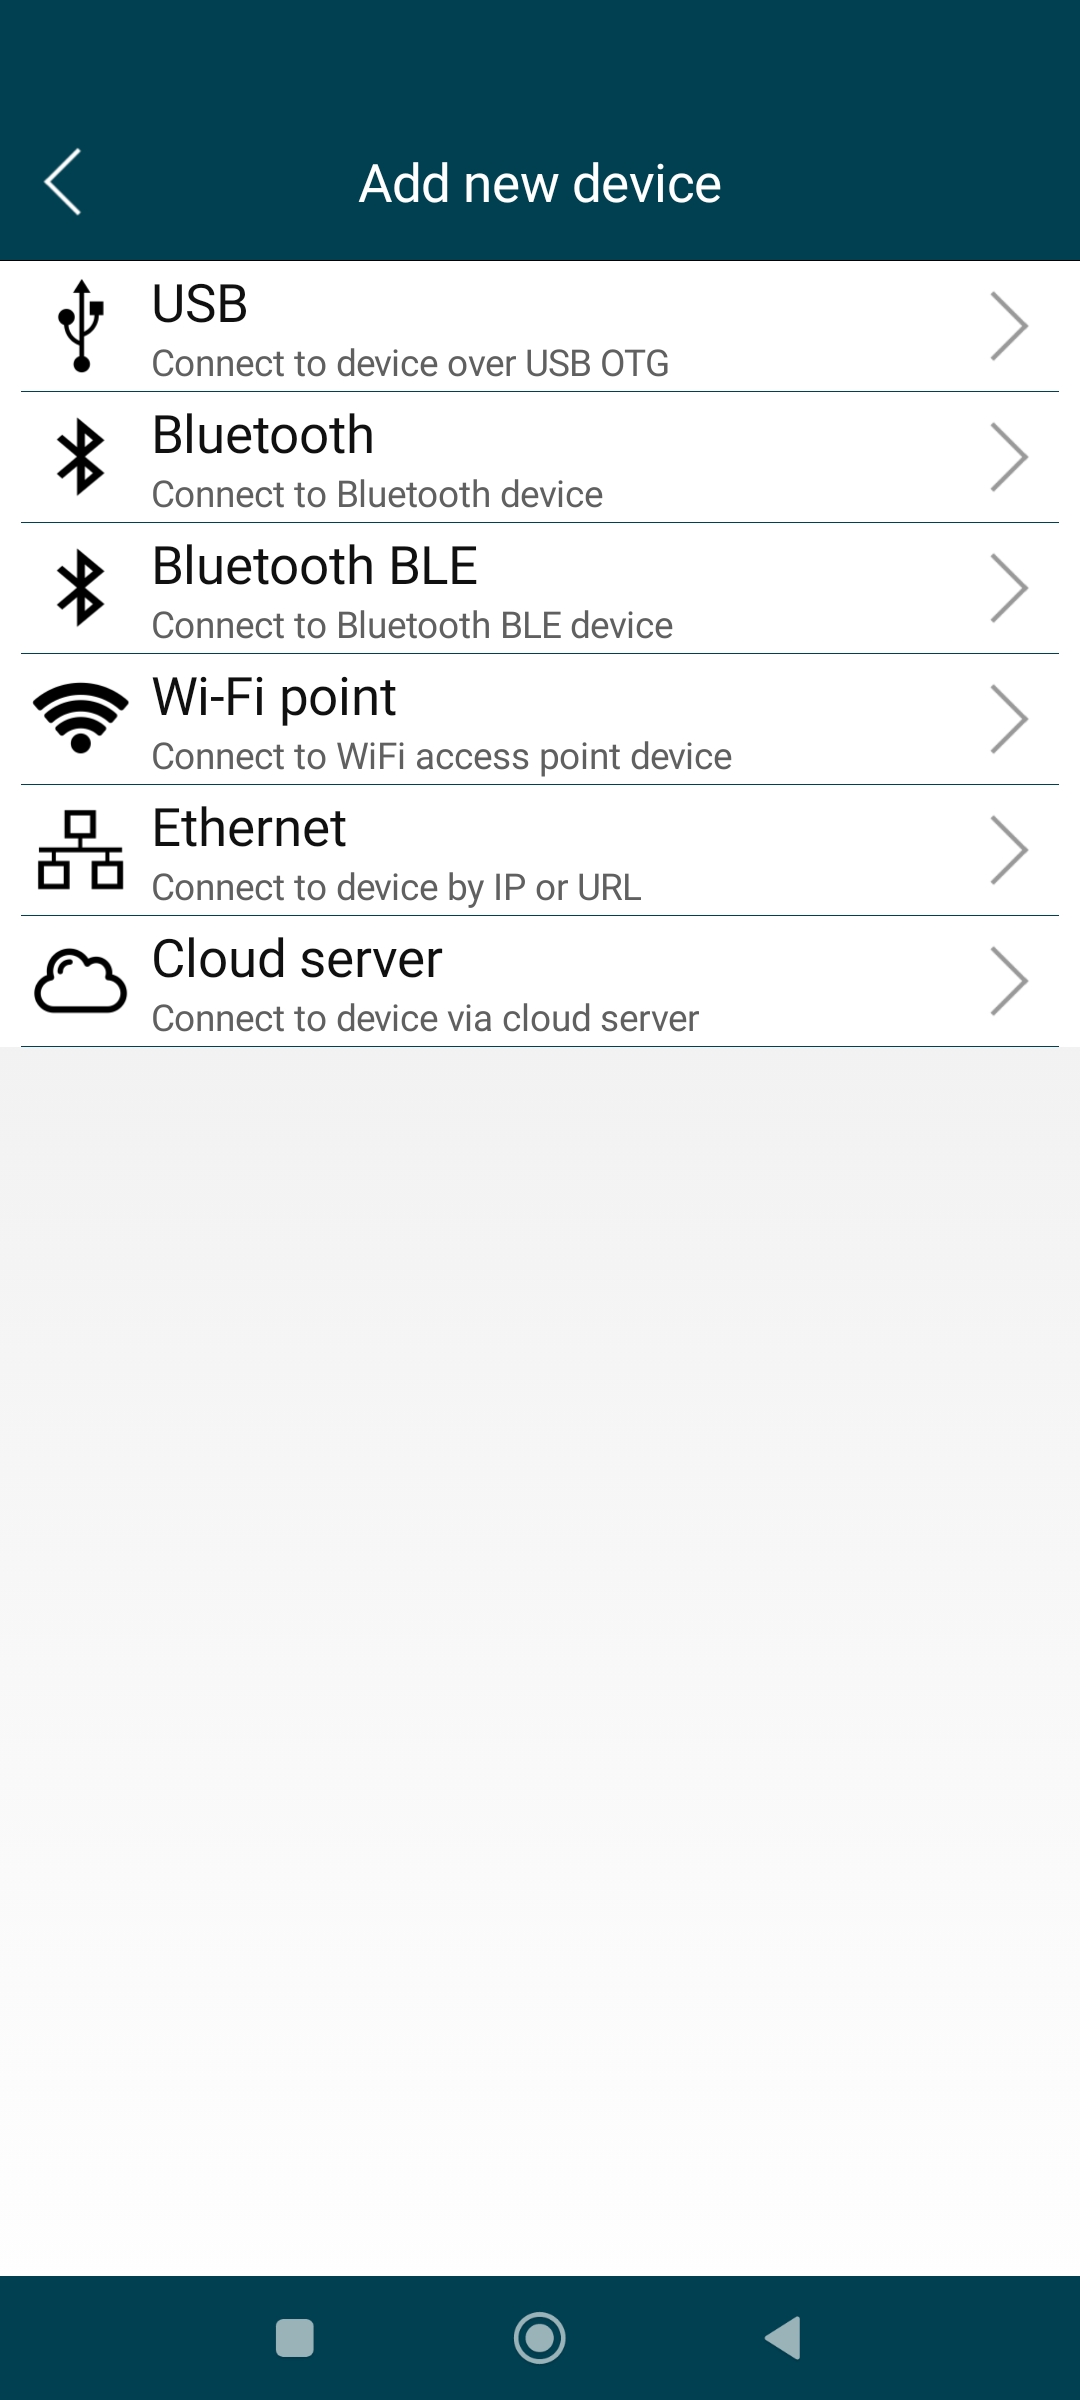 Add new device
USB
Connect to device over USB OTG
Bluetooth
Connect to Bluetooth device
Bluetooth BLE
Connect to Bluetooth BLE device
Wi-Fi point
Connect to WiFi access point device
Ethernet
Connect to device by IP or URL
Cloud server
Connect to device via cloud server